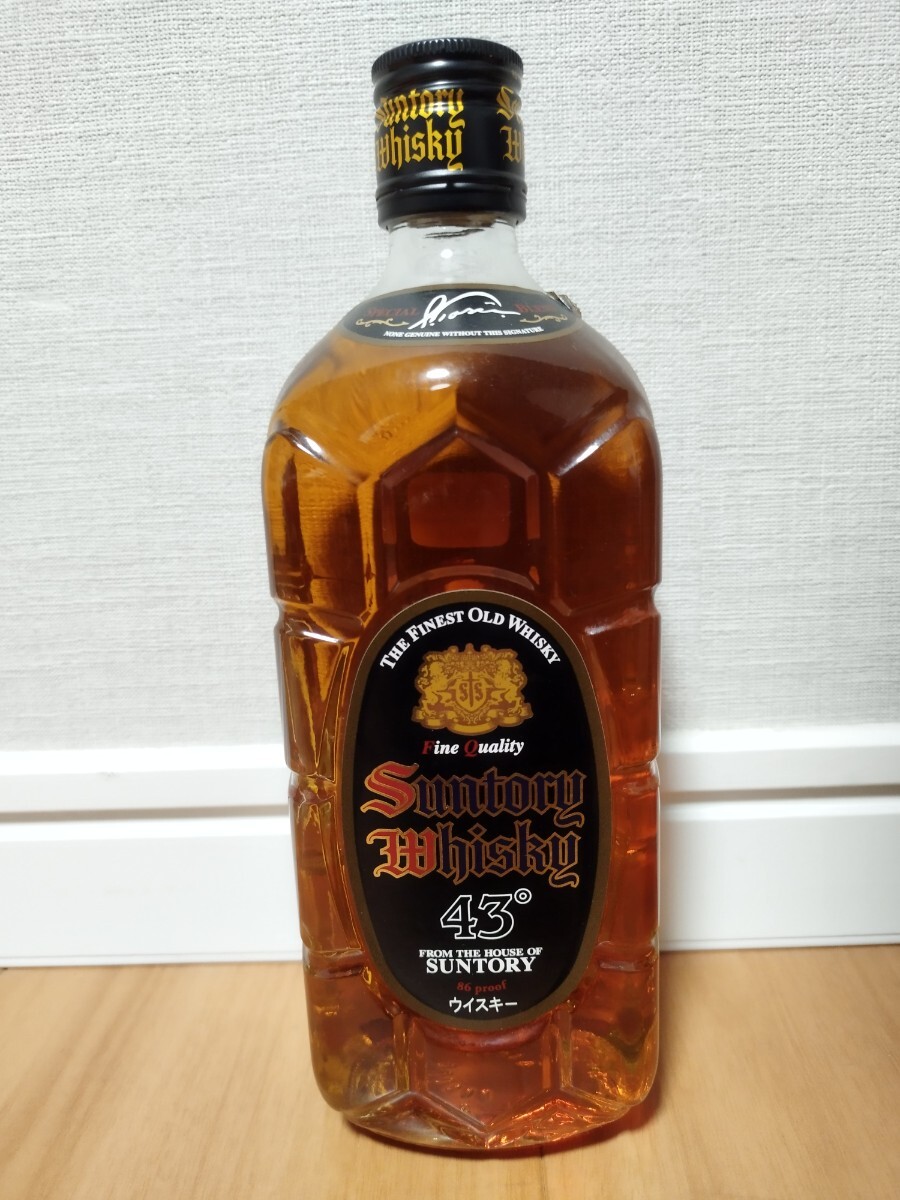 Suntory
Whisky
SPECIAL
NONE GENUINE WITHOUT THIS SIGNATURE
THE FINEST OLD WHISKY
STS
Fine Quality
Suntory
Whisky
43°
FROM THE HOUSE OF
SUNTORY
86 proof
ウイスキー